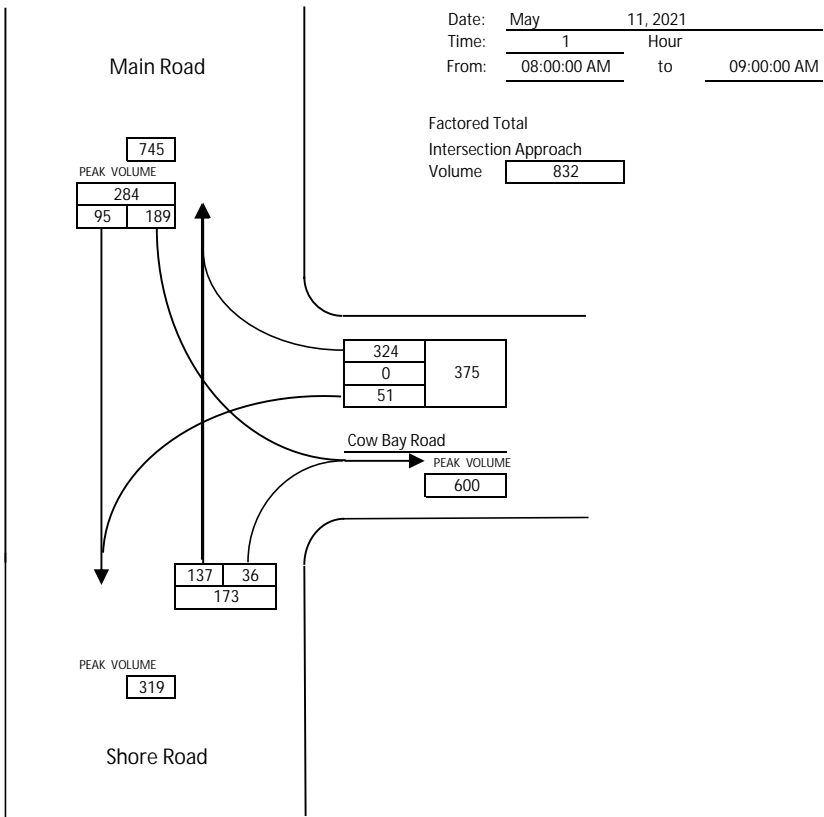 Date: May 11, 2021
Time: 1 Hour
From: 08:00:00 AM to 09:00:00 AM
Main Road
Factored Total
Intersection Approach
Volume 832
745
PEAK VOLUME
284
95 189
324
0
51
375
Cow Bay Road
PEAK VOLUME
600
137 36
173
PEAK VOLUME
319
Shore Road